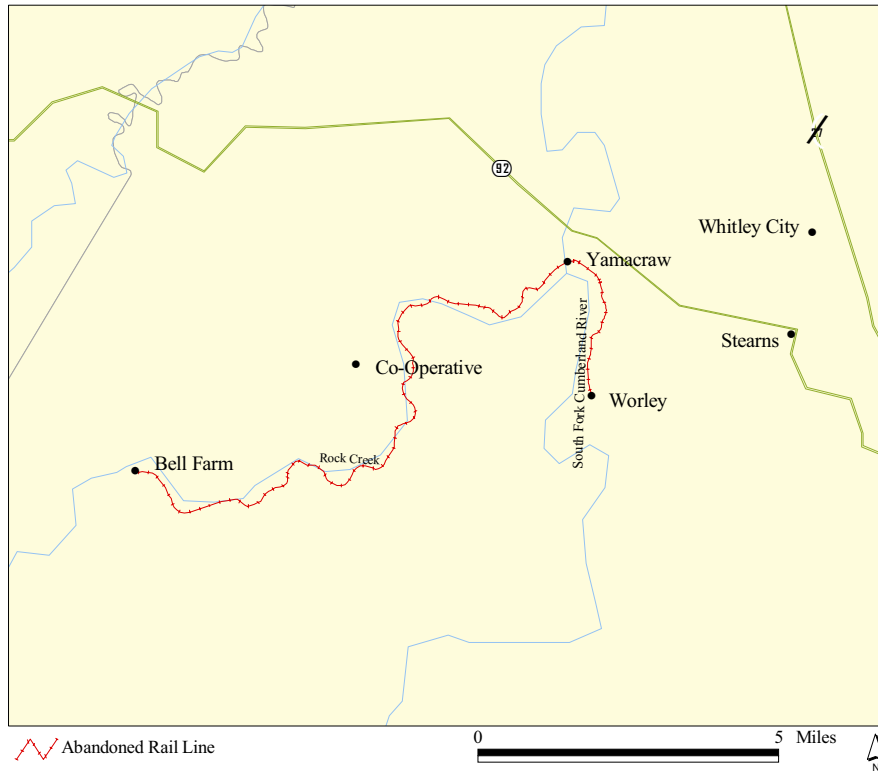 27
92
Whitley City
Yamacraw
Stearns
South Fork Cumberland River
Co-Operative
Worley
Rock Creek
Bell Farm
Abandoned Rail Line
0 5 Miles
N